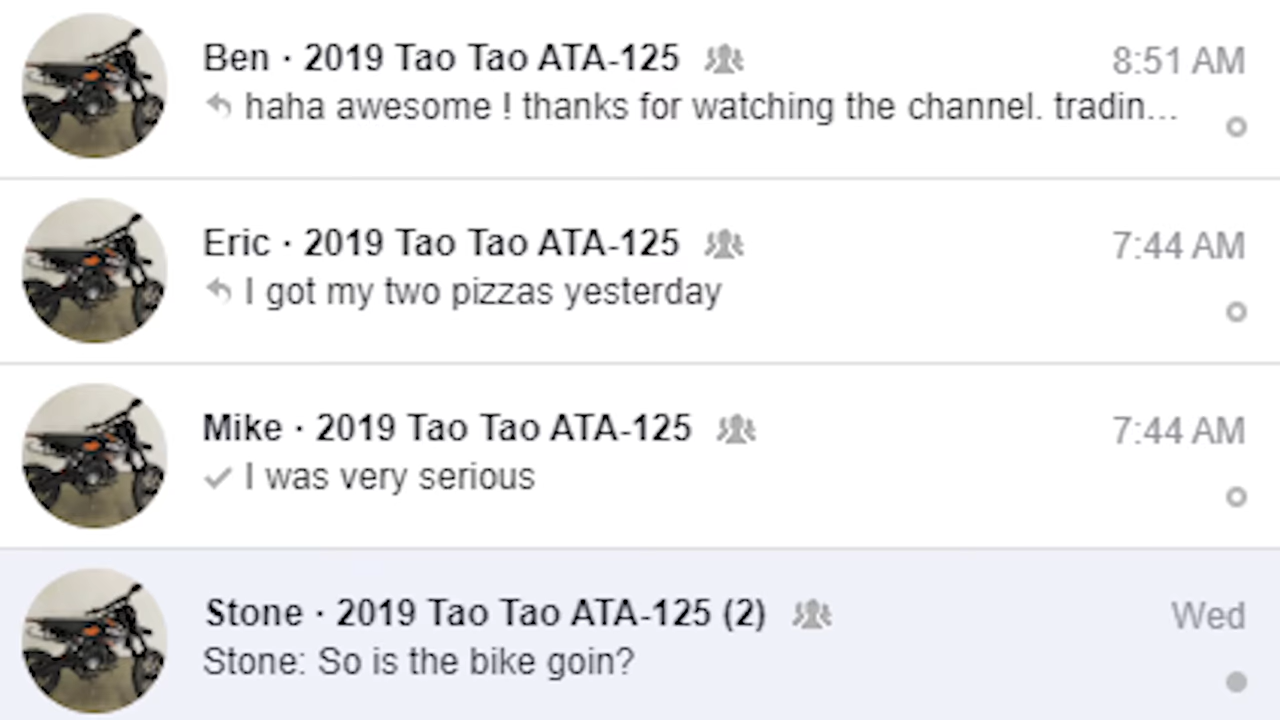 Ben · 2019 Tao Tao ATA-125 8:51 AM
haha awesome ! thanks for watching the channel. tradin...
Eric · 2019 Tao Tao ATA-125 7:44 AM
I got my two pizzas yesterday
Mike · 2019 Tao Tao ATA-125 7:44 AM
I was very serious
Stone · 2019 Tao Tao ATA-125 (2) Wed
Stone: So is the bike goin?